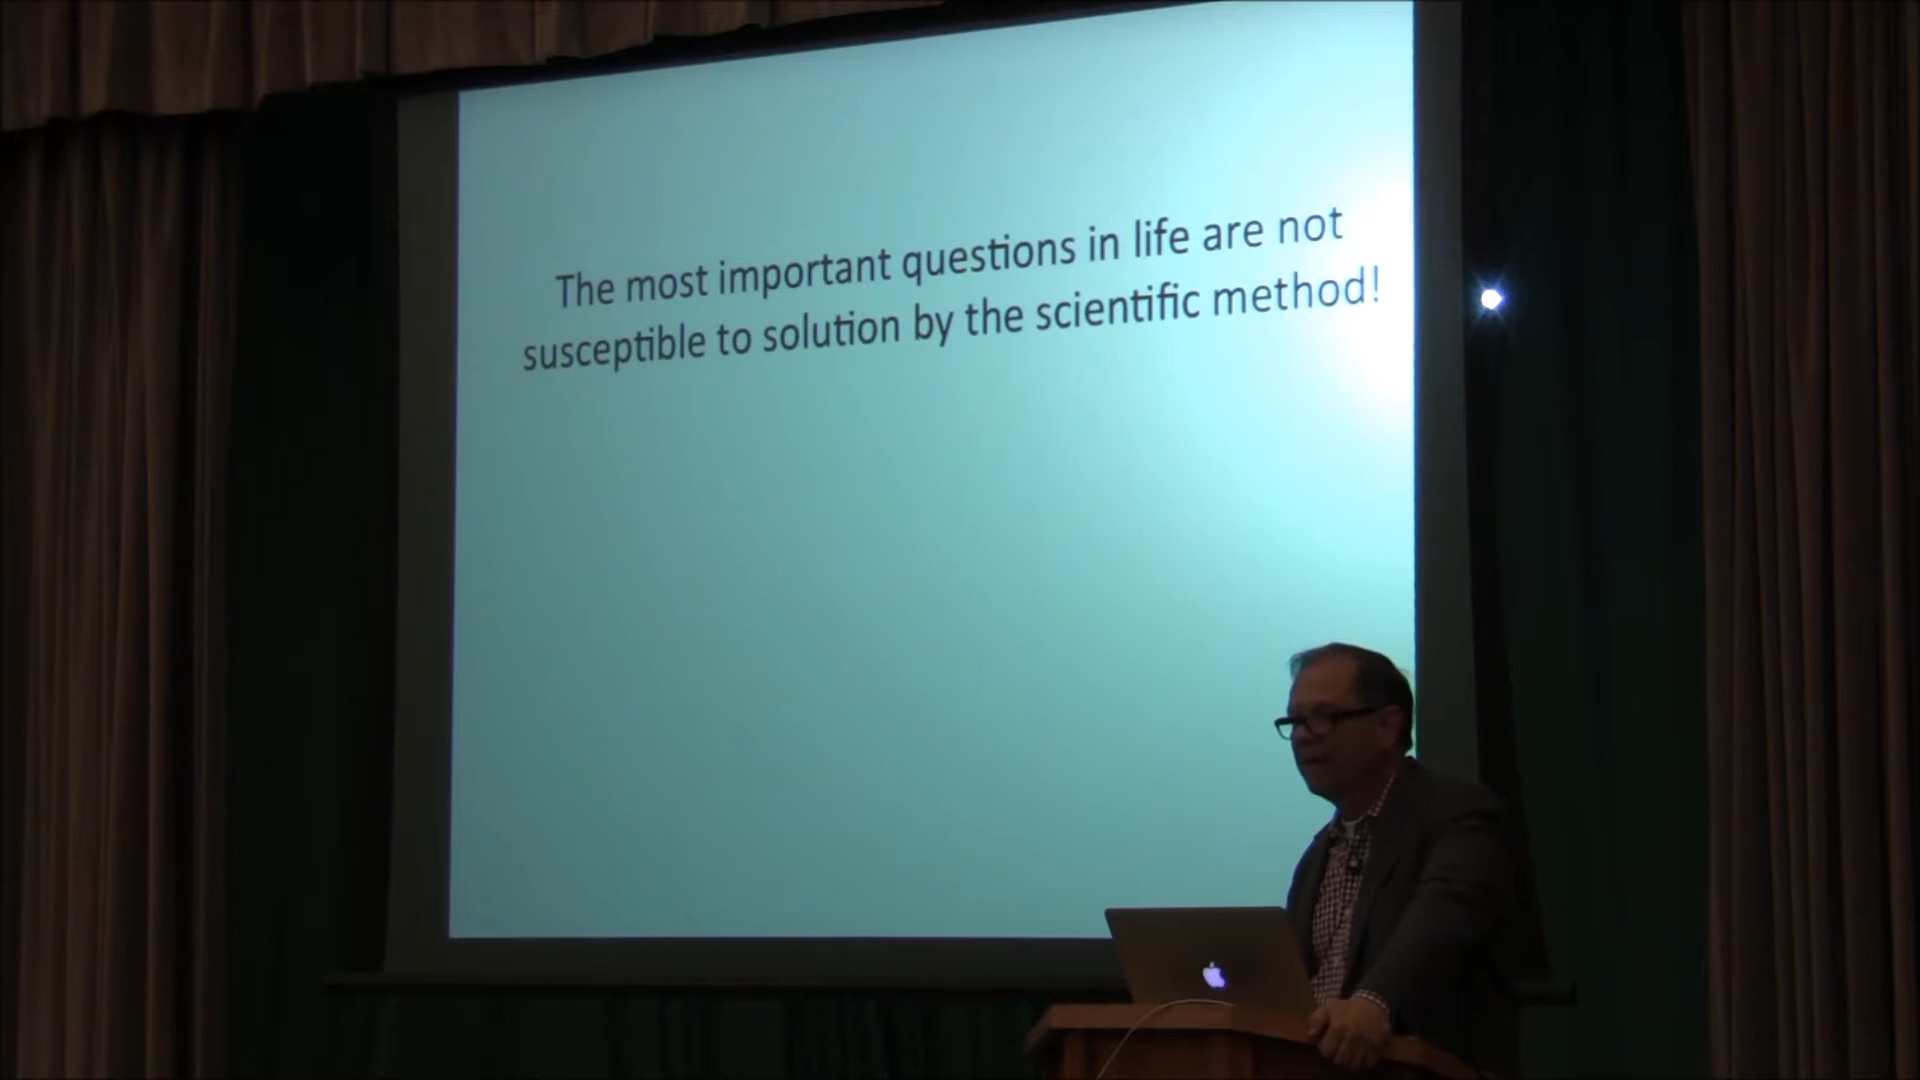 The most important questions in life are not
susceptible to solution by the scientific method!